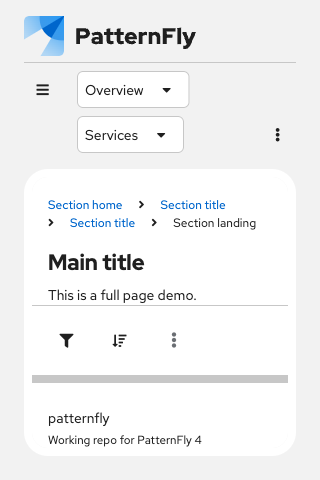 PatternFly
Overview
Services
Section home Section title
Section title Section landing
Main title
This is a full page demo.
patternfly
Working repo for PatternFly 4